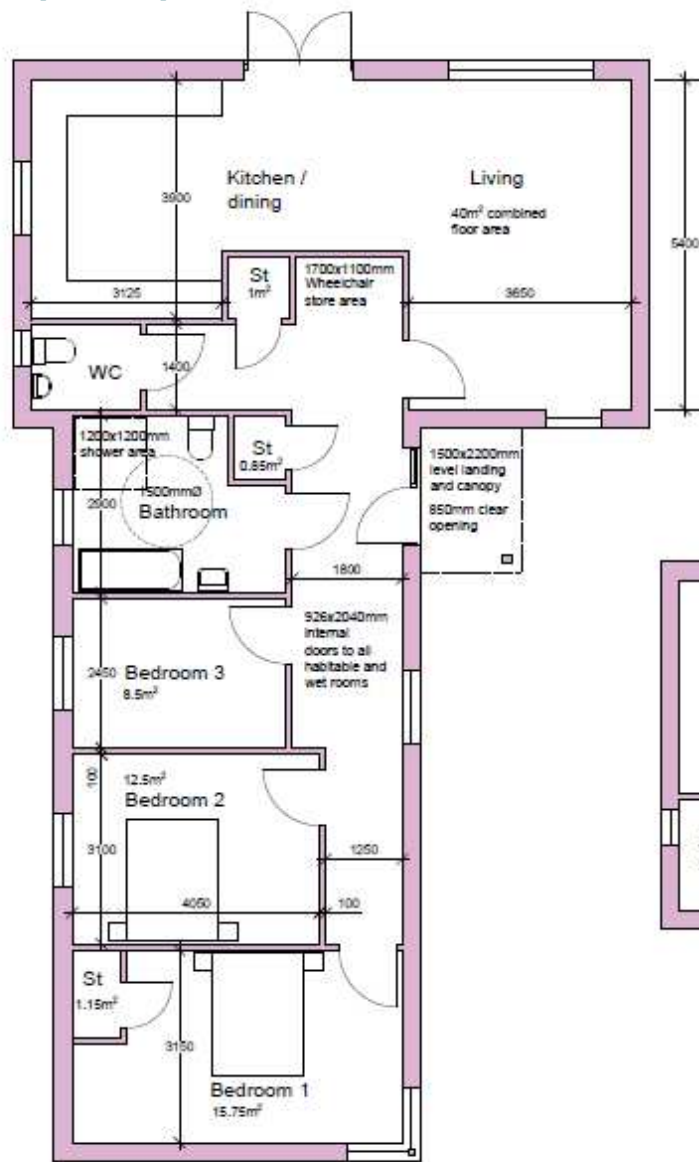 Kitchen /
dining
Living
40m² combined
floor area
3900
5400
St
1m²
1700x1100mm
Wheelchair
store area
3125
3650
WC
1400
1200x1200mm
shower area
St
0.85m²
1500x2200mm
level landing
and canopy
850mm clear
opening
2900
1500mmØ
Bathroom
1800
926x2040mm
internal
doors to all
habitable and
wet rooms
2450
Bedroom 3
8.5m²
100
12.5m²
Bedroom 2
3100
1250
4050
100
St
1.15m²
3150
Bedroom 1
15.75m²